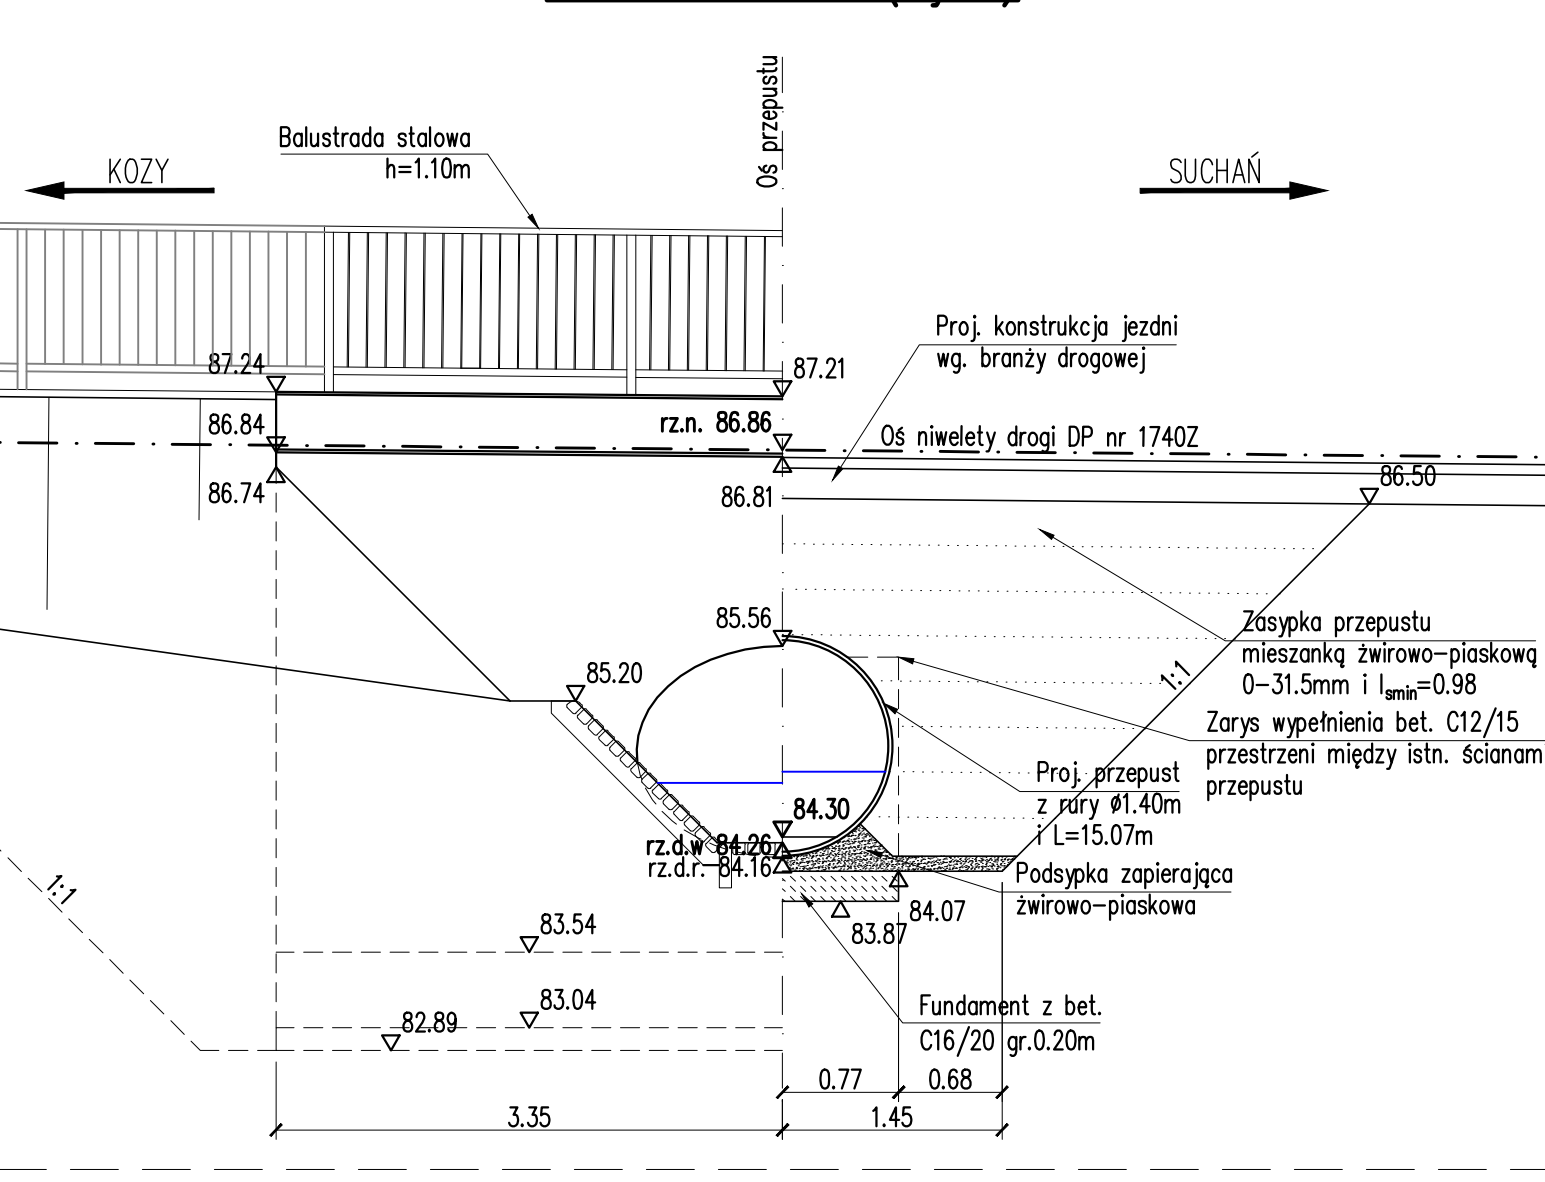 Oś przepustu
Balustrada stalowa
h=1.10m
KOZY
SUCHAŃ
Proj. konstrukcja jezdni
wg. branży drogowej
87.24
87.21
86.84
rz.n. 86.86
Oś niwelety drogi DP nr 1740Z
86.74
86.81
86.50
85.56
Zasypka przepustu
mieszanką żwirowo-piaskową
0-31.5mm i Ismin=0.98
85.20
1:1
Zarys wypełnienia bet. C12/15
przestrzeni między istn. ścianam
przepustu
Proj. przepust
z rury ø1.40m
i L=15.07m
84.30
rz.d.w 84.26
rz.d.r. 84.16
Podsypka zapierająca
żwirowo-piaskowa
1:1
84.07
83.87
83.54
83.04
82.89
Fundament z bet.
C16/20 gr.0.20m
0.77
0.68
3.35
1.45